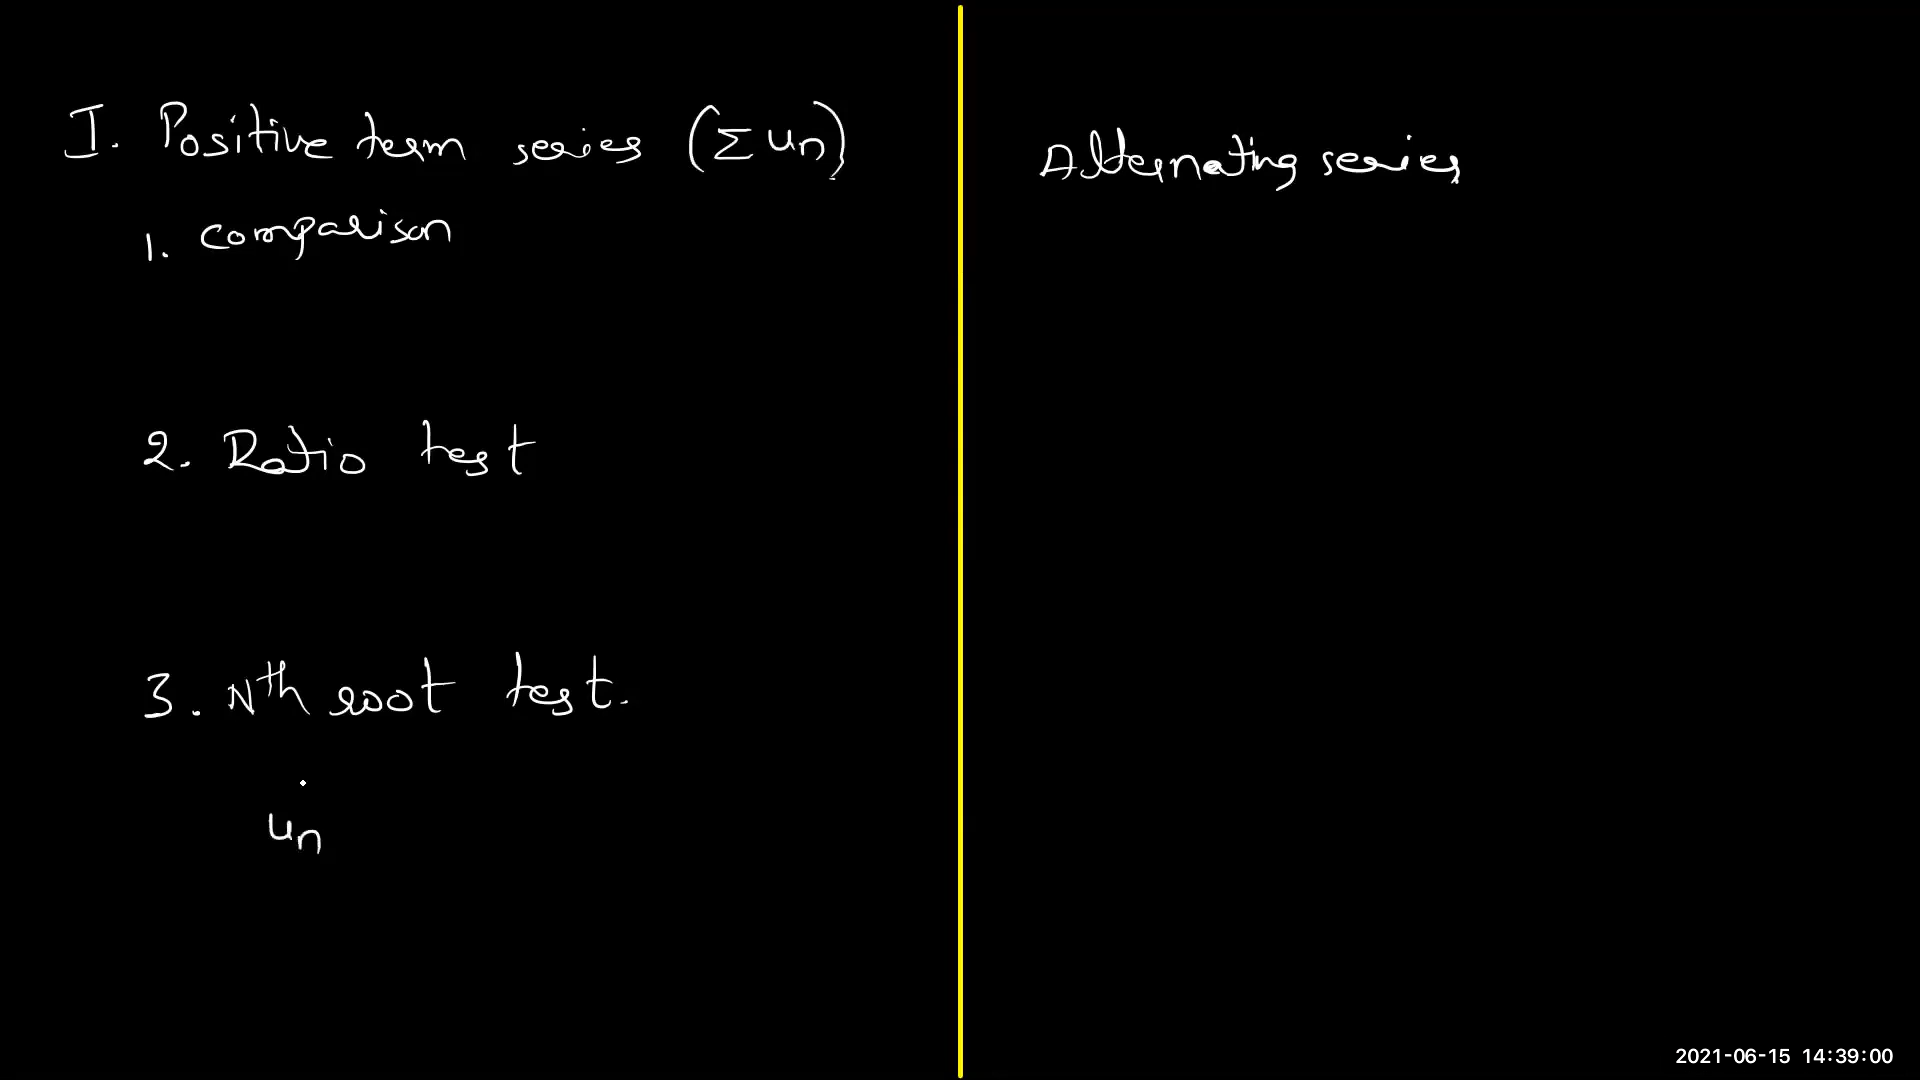 I. Positive term series (Σ un)
1. comparison
2. Ratio test
3. Nth root test.
un
Alternating series
2021-06-15 14:39:00